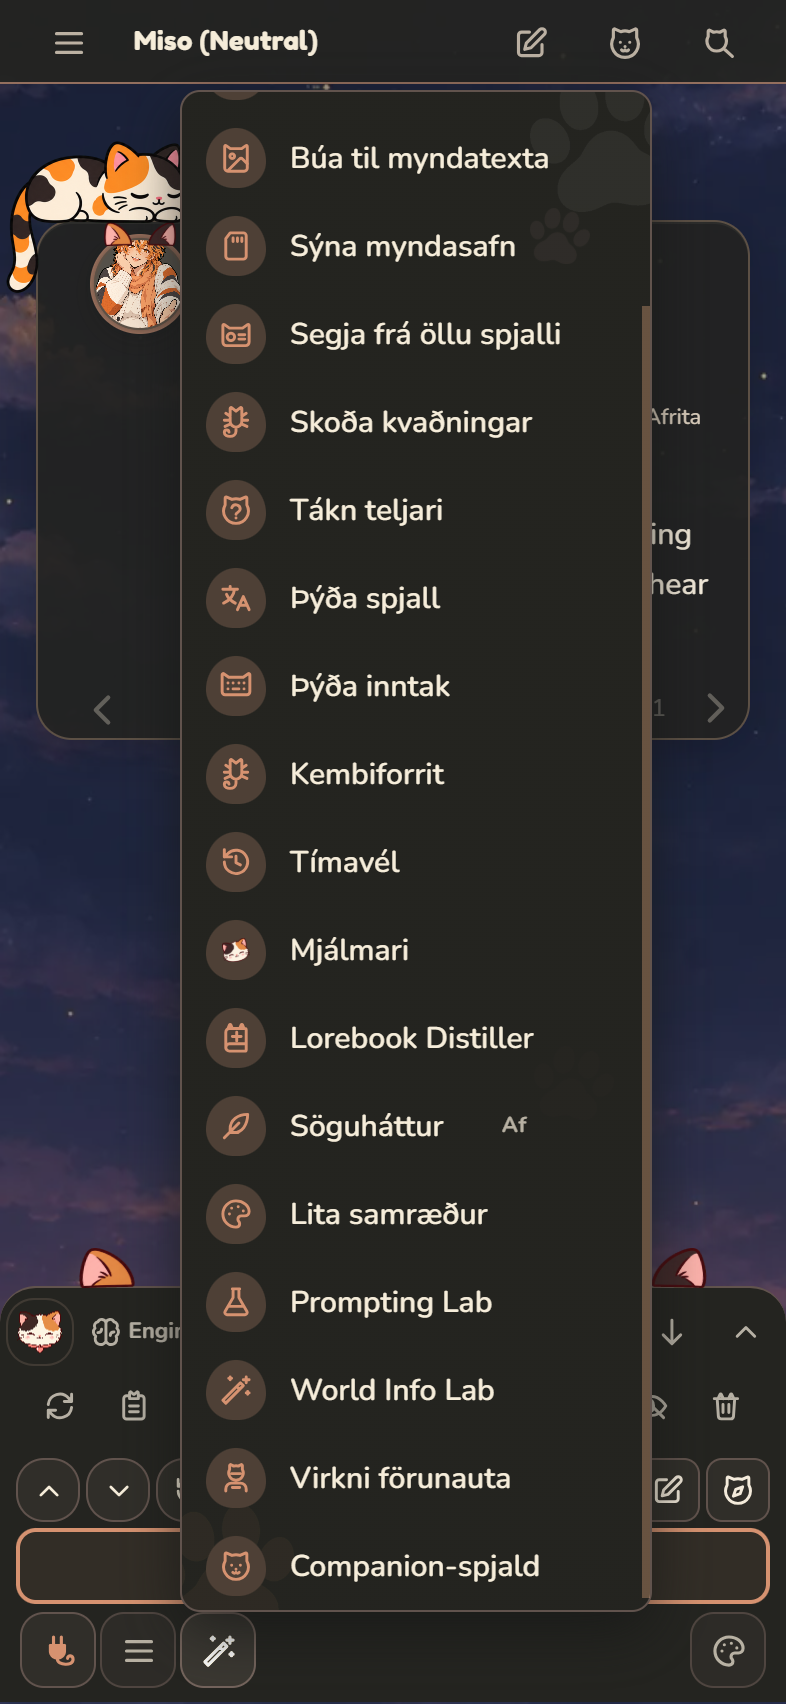 Miso (Neutral)
Búa til myndatexta
Sýna myndasafn
Segja frá öllu spjalli
Afrita
Skoða kvaðningar
Tákn teljari
ing
hear
Þýða spjall
Þýða inntak
1
Kembiforrit
Tímavél
Mjálmari
Lorebook Distiller
Söguháttur Af
Lita samræður
Prompting Lab
Engin
World Info Lab
Virkni förunauta
Companion-spjald